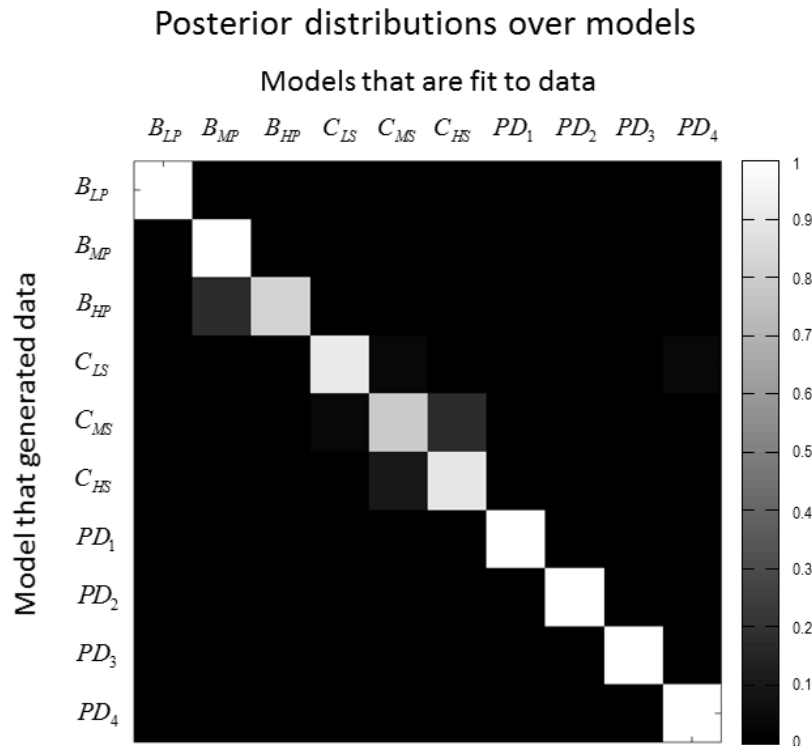 Posterior distributions over models
Models that are fit to data
B_LP B_MP B_HP C_LS C_MS C_HS PD_1 PD_2 PD_3 PD_4
Model that generated data
B_LP
B_MP
B_HP
C_LS
C_MS
C_HS
PD_1
PD_2
PD_3
PD_4
1
0.9
0.8
0.7
0.6
0.5
0.4
0.3
0.2
0.1
0